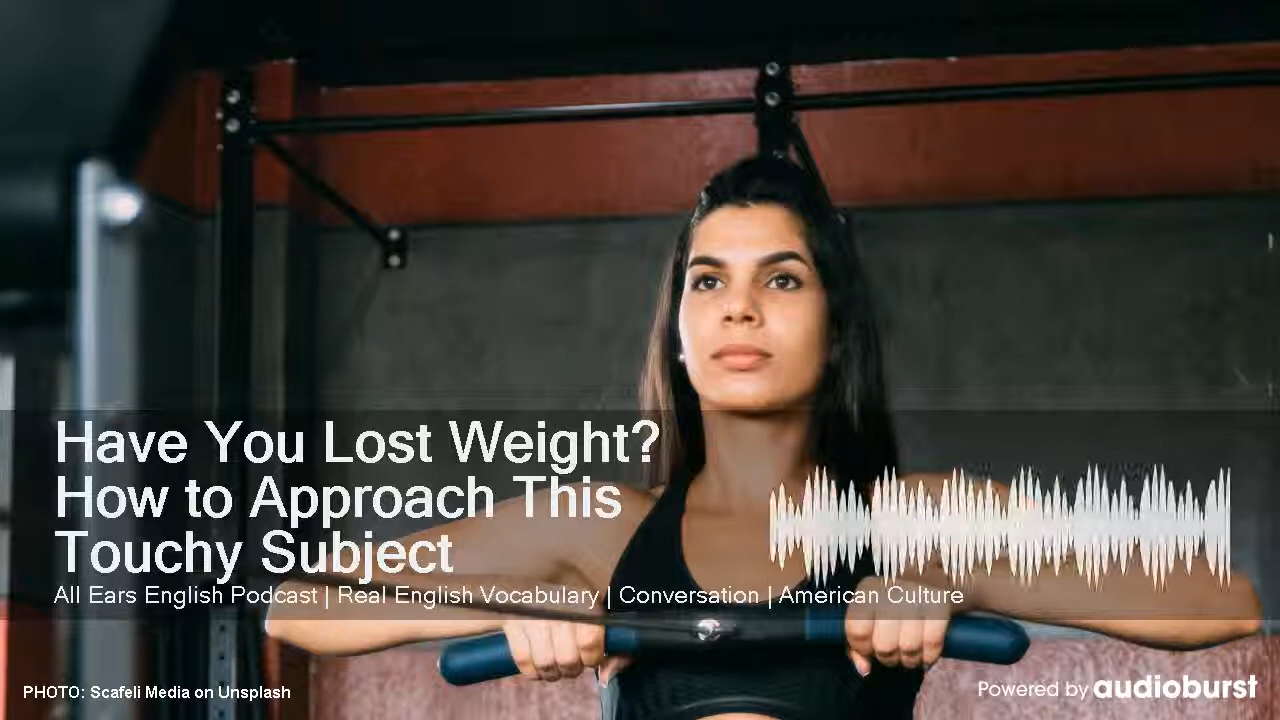 Have You Lost Weight?
How to Approach This
Touchy Subject
All Ears English Podcast | Real English Vocabulary | Conversation | American Culture
PHOTO: Scafeli Media on Unsplash
Powered by audioburst